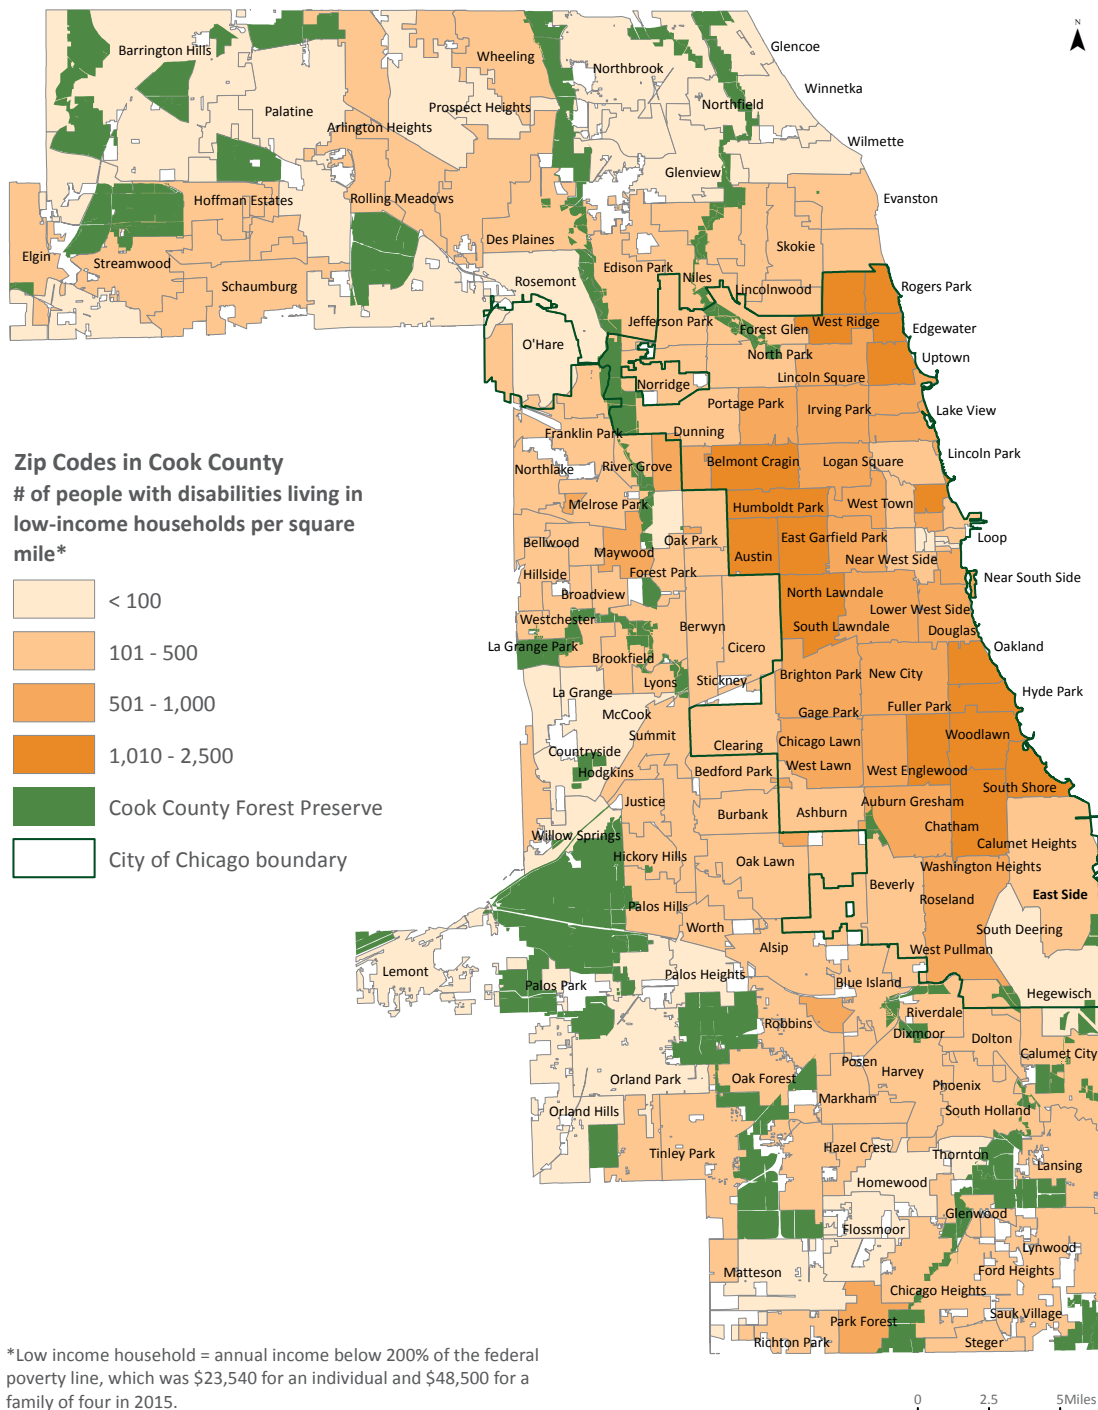 N
Glencoe
Barrington Hills
Wheeling
Northbrook
Winnetka
Palatine
Prospect Heights
Northfield
Arlington Heights
Wilmette
Glenview
Hoffman Estates
Rolling Meadows
Evanston
Des Plaines
Skokie
Elgin
Streamwood
Edison Park
Niles
Schaumburg
Rosemont
Lincolnwood
Rogers Park
Jefferson Park
Forest Glen
West Ridge
Edgewater
O'Hare
North Park
Uptown
Norridge
Lincoln Square
Portage Park
Irving Park
Lake View
Franklin Park
Dunning
Lincoln Park
Northlake
River Grove
Belmont Cragin
Logan Square
Melrose Park
Humboldt Park
West Town
Bellwood
Maywood
Oak Park
Austin
East Garfield Park
Loop
Near West Side
Hillside
Forest Park
Near South Side
Broadview
North Lawndale
Lower West Side
Westchester
Berwyn
South Lawndale
Douglas
La Grange Park
Brookfield
Cicero
Oakland
Lyons
Stickney
Brighton Park
New City
La Grange
Hyde Park
McCook
Gage Park
Fuller Park
Summit
Clearing
Chicago Lawn
Woodlawn
Countryside
Hodgkins
Bedford Park
West Lawn
West Englewood
South Shore
Justice
Burbank
Ashburn
Auburn Gresham
Chatham
Willow Springs
Calumet Heights
Hickory Hills
Oak Lawn
Washington Heights
Beverly
Roseland
East Side
Palos Hills
Worth
South Deering
Alsip
West Pullman
Lemont
Palos Park
Palos Heights
Blue Island
Hegewisch
Robbins
Riverdale
Dixmoor
Dolton
Calumet City
Posen
Harvey
Orland Park
Oak Forest
Phoenix
Markham
Orland Hills
South Holland
Tinley Park
Hazel Crest
Thornton
Lansing
Homewood
Glenwood
Flossmoor
Lynwood
Matteson
Ford Heights
Chicago Heights
Park Forest
Sauk Village
Richton Park
Steger
Zip Codes in Cook County
# of people with disabilities living in
low-income households per square
mile*
< 100
101 - 500
501 - 1,000
1,010 - 2,500
Cook County Forest Preserve
City of Chicago boundary
*Low income household = annual income below 200% of the federal
poverty line, which was $23,540 for an individual and $48,500 for a
family of four in 2015.
0 2.5 5Miles